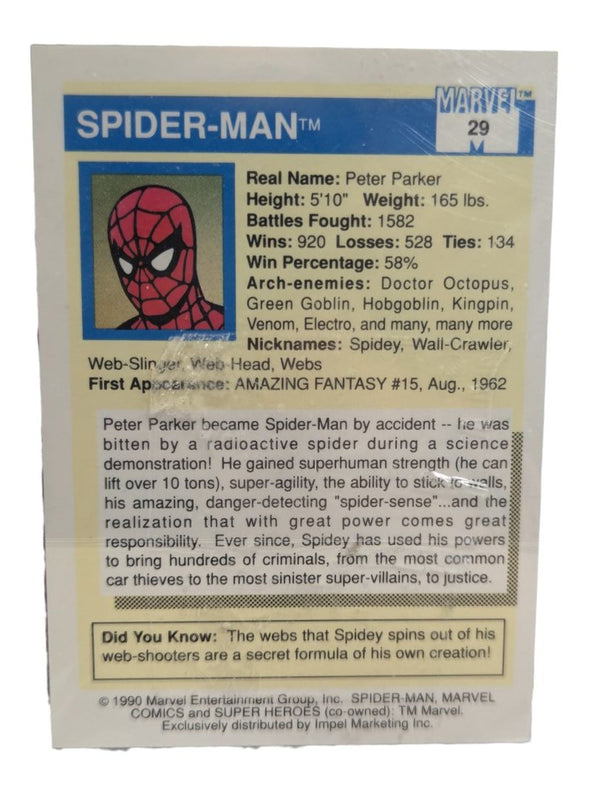 MARVEL™
SPIDER-MAN™
29
Real Name: Peter Parker
Height: 5'10" Weight: 165 lbs.
Battles Fought: 1582
Wins: 920 Losses: 528 Ties: 134
Win Percentage: 58%
Arch-enemies: Doctor Octopus,
Green Goblin, Hobgoblin, Kingpin,
Venom, Electro, and many, many more
Nicknames: Spidey, Wall-Crawler,
Web-Slinger, Web-Head, Webs
First Appearance: AMAZING FANTASY #15, Aug., 1962
Peter Parker became Spider-Man by accident -- he was
bitten by a radioactive spider during a science
demonstration! He gained superhuman strength (he can
lift over 10 tons), super-agility, the ability to stick to walls,
his amazing, danger-detecting "spider-sense"...and the
realization that with great power comes great
responsibility. Ever since, Spidey has used his powers
to bring hundreds of criminals, from the most common
car thieves to the most sinister super-villains, to justice.
Did You Know: The webs that Spidey spins out of his
web-shooters are a secret formula of his own creation!
© 1990 Marvel Entertainment Group, Inc. SPIDER-MAN, MARVEL
COMICS and SUPER HEROES (co-owned): TM Marvel.
Exclusively distributed by Impel Marketing Inc.